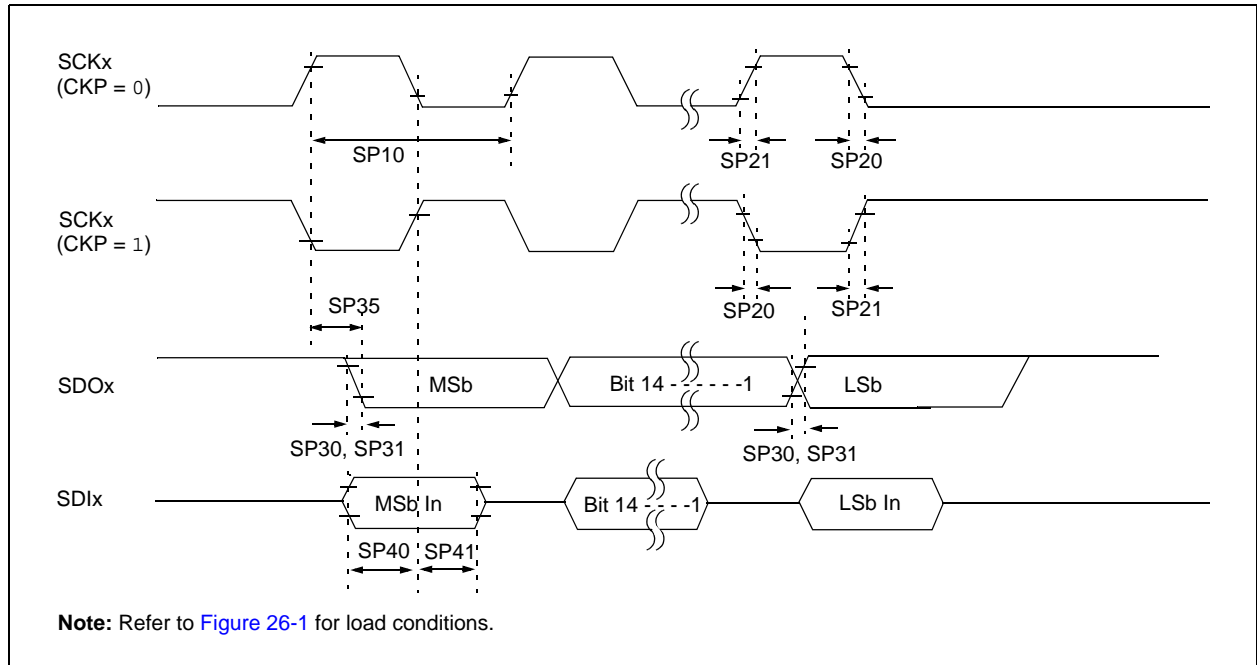 SCKx
(CKP = 0)
SP10
SP21
SP20
SCKx
(CKP = 1)
SP35
SP20
SP21
SDOx
MSb
Bit 14 - - - - - -1
LSb
SP30, SP31
SP30, SP31
SDIx
MSb In
Bit 14 - - - -1
LSb In
SP40
SP41
Note: Refer to Figure 26-1 for load conditions.